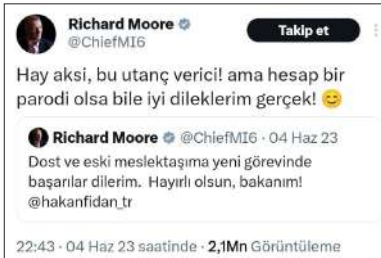 Richard Moore
@ChiefMI6
Takip et
Hay aksi, bu utanç verici! ama hesap bir
parodi olsa bile iyi dileklerim gerçek! 😊
Richard Moore @ChiefMI6 · 04 Haz 23
Dost ve eski meslektaşıma yeni görevinde
başarılar dilerim. Hayırlı olsun, bakanım!
@hakanfidan_tr
22:43 · 04 Haz 23 saatinde · 2,1Mn Görüntüleme